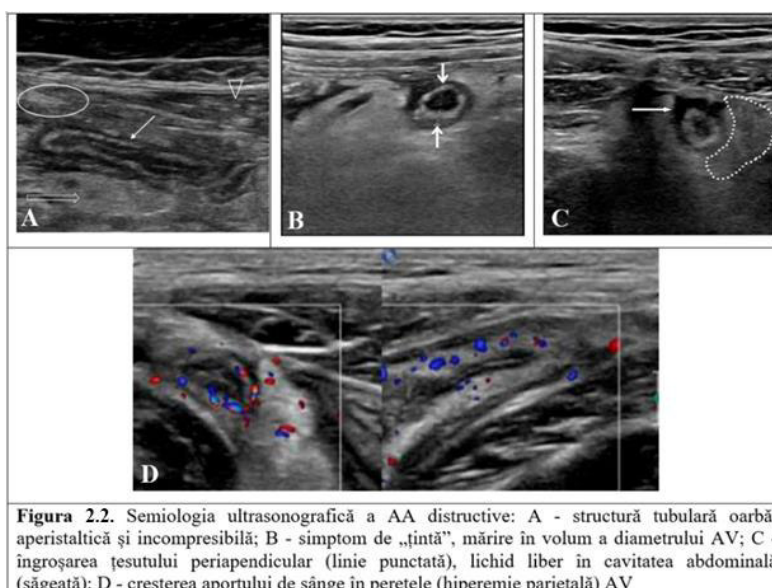 A
B
C
D
Figura 2.2. Semiologia ultrasonografică a AA distructive: A - structură tubulară oarbă,
aperistaltică și incompresibilă; B - simptom de „țintă”, mărire în volum a diametrului AV; C -
îngroșarea țesutului periapendicular (linie punctată), lichid liber în cavitatea abdominală
(săgeată); D - creșterea aportului de sânge în peretele (hiperemie parietală) AV